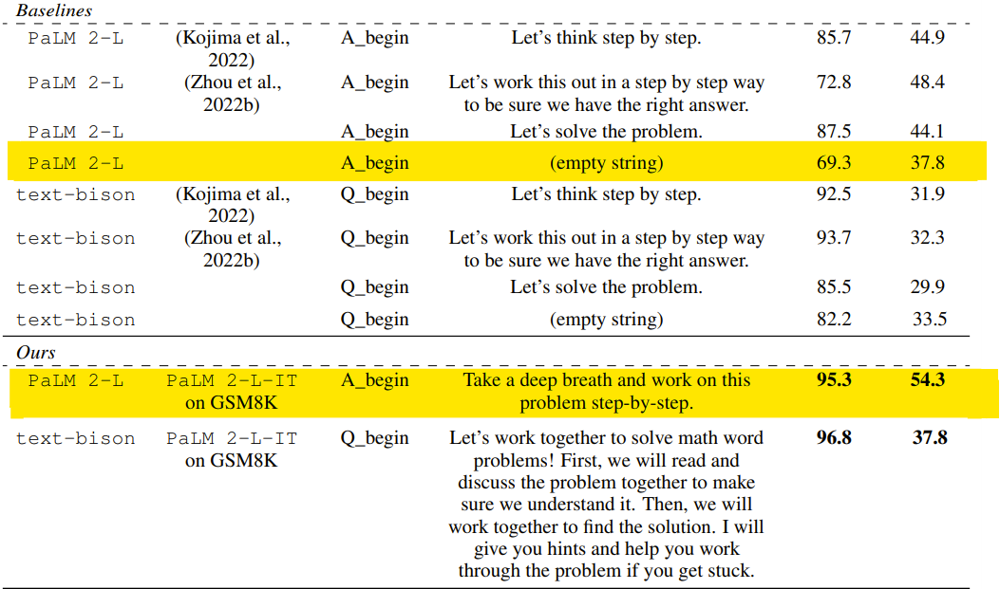 Baselines
PaLM 2-L (Kojima et al., A_begin Let's think step by step. 85.7 44.9
2022)
PaLM 2-L (Zhou et al., A_begin Let's work this out in a step by step way 72.8 48.4
2022b) to be sure we have the right answer.
PaLM 2-L A_begin Let's solve the problem. 87.5 44.1
PaLM 2-L A_begin (empty string) 69.3 37.8
text-bison (Kojima et al., Q_begin Let's think step by step. 92.5 31.9
2022)
text-bison (Zhou et al., Q_begin Let's work this out in a step by step way 93.7 32.3
2022b) to be sure we have the right answer.
text-bison Q_begin Let's solve the problem. 85.5 29.9
text-bison Q_begin (empty string) 82.2 33.5
Ours
PaLM 2-L PaLM 2-L-IT A_begin Take a deep breath and work on this 95.3 54.3
on GSM8K problem step-by-step.
text-bison PaLM 2-L-IT Q_begin Let's work together to solve math word 96.8 37.8
on GSM8K problems! First, we will read and
discuss the problem together to make
sure we understand it. Then, we will
work together to find the solution. I will
give you hints and help you work
through the problem if you get stuck.